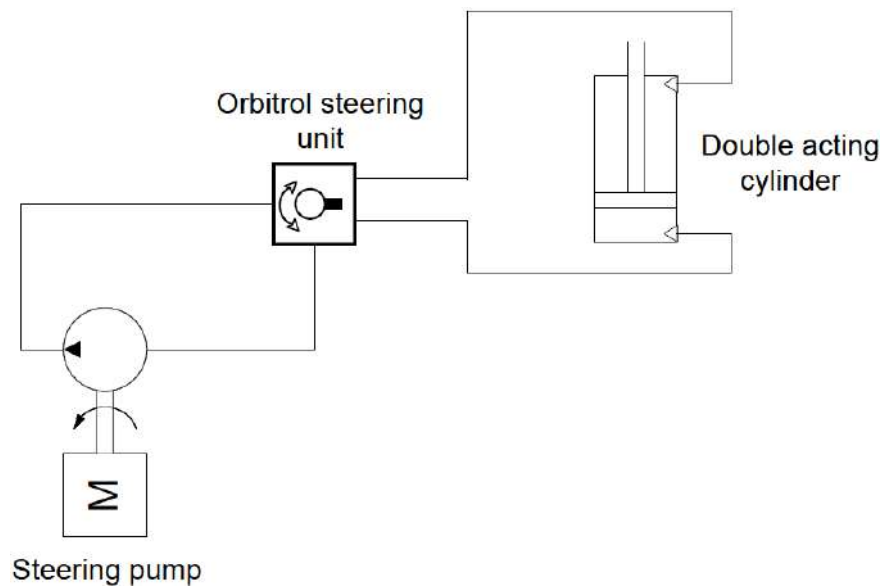 Orbitrol steering
unit
Double acting
cylinder
M
Steering pump